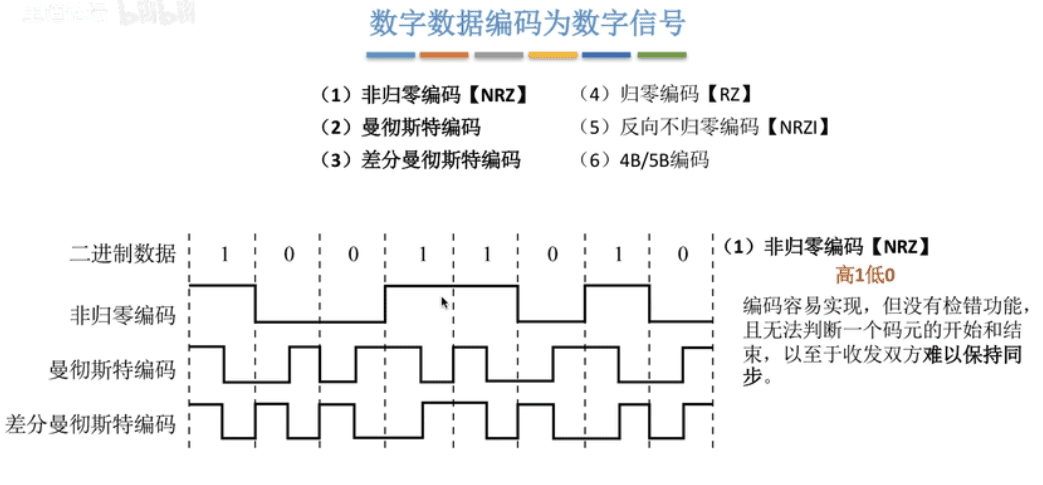 bilibili
数字数据编码为数字信号
（1）非归零编码【NRZ】
（2）曼彻斯特编码
（3）差分曼彻斯特编码
（4）归零编码【RZ】
（5）反向不归零编码【NRZI】
（6）4B/5B编码
二进制数据 1 0 0 1 1 0 1 0
非归零编码
曼彻斯特编码
差分曼彻斯特编码
（1）非归零编码【NRZ】
高1低0
编码容易实现，但没有检错功能，
且无法判断一个码元的开始和结
束，以至于收发双方难以保持同
步。